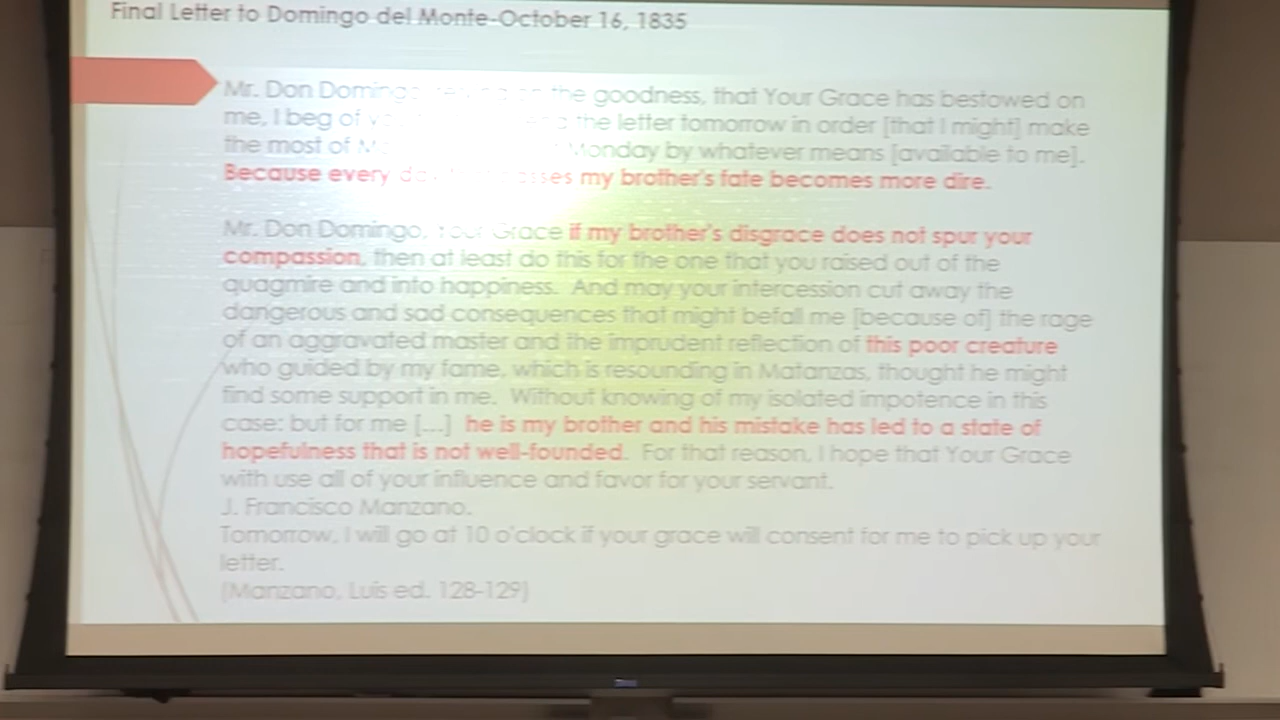 Final Letter to Domingo del Monte-October 16, 1835
Mr. Don Domingo the goodness, that Your Grace has bestowed on
me, I beg of the letter tomorrow in order [that I might] make
the most of Monday by whatever means [available to me].
Because every passes my brother's fate becomes more dire.
Mr. Don Domingo, Your Grace if my brother's disgrace does not spur your
compassion, then at least do this for the one that you raised out of the
quagmire and into happiness. And may your intercession cut away the
dangerous and sad consequences that might befall me [because of] the rage
of an aggravated master and the imprudent reflection of this poor creature
who guided by my fame, which is resounding in Matanzas, thought he might
find some support in me. Without knowing of my isolated impotence in this
case: but for me [...] he is my brother and his mistake has led to a state of
hopefulness that is not well-founded. For that reason, I hope that Your Grace
with use all of your influence and favor for your servant.
J. Francisco Manzano.
Tomorrow, I will go at 10 o'clock if your grace will consent for me to pick up your
letter.
(Manzano, Luis ed. 128-129)